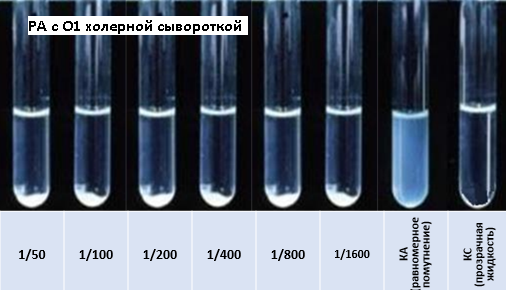 РА с О1 холерной сывороткой
1/50
1/100
1/200
1/400
1/800
1/1600
КА
(равномерное
помутнение)
КС
(прозрачная
жидкость)